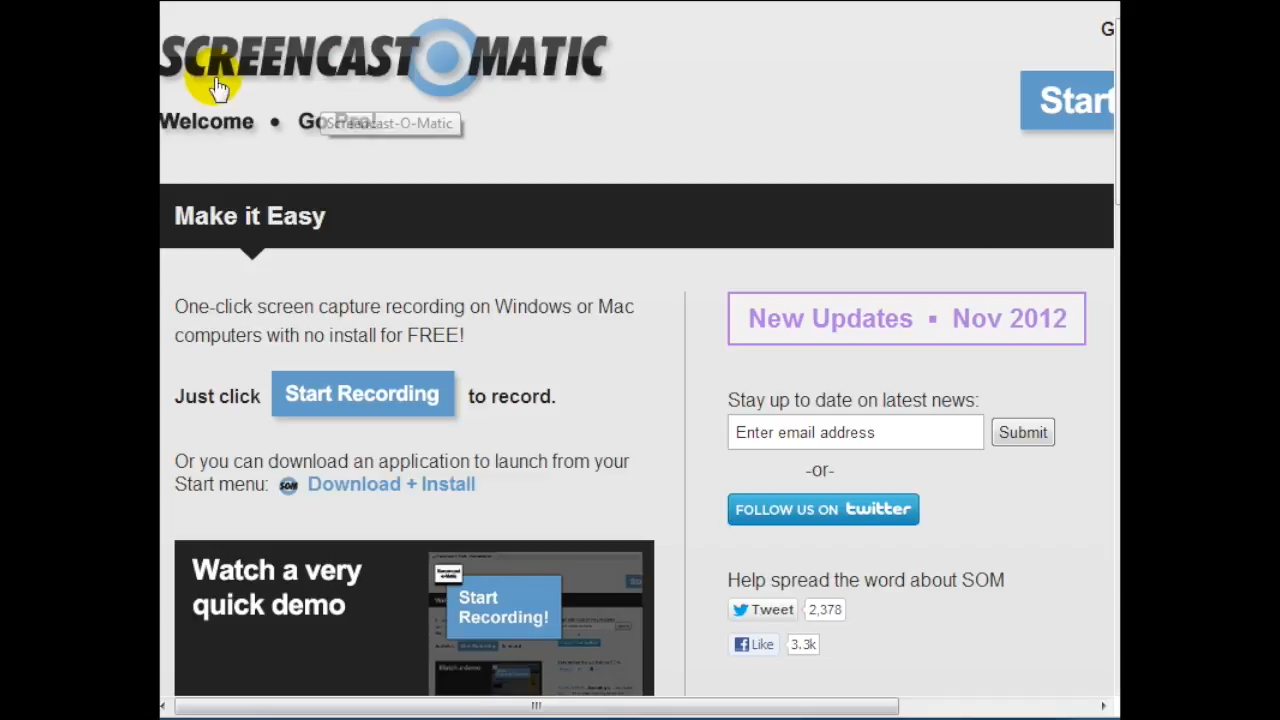 SCREENCAST O MATIC
G
Start
Welcome • Go Pro!
Screencast-O-Matic
Make it Easy
One-click screen capture recording on Windows or Mac
computers with no install for FREE!
Just click Start Recording to record.
Or you can download an application to launch from your
Start menu: SOM Download + Install
Watch a very
quick demo
Start
Recording!
New Updates ▪ Nov 2012
Stay up to date on latest news:
Enter email address Submit
-or-
FOLLOW US ON twitter
Help spread the word about SOM
Tweet 2,378
Like 3.3k